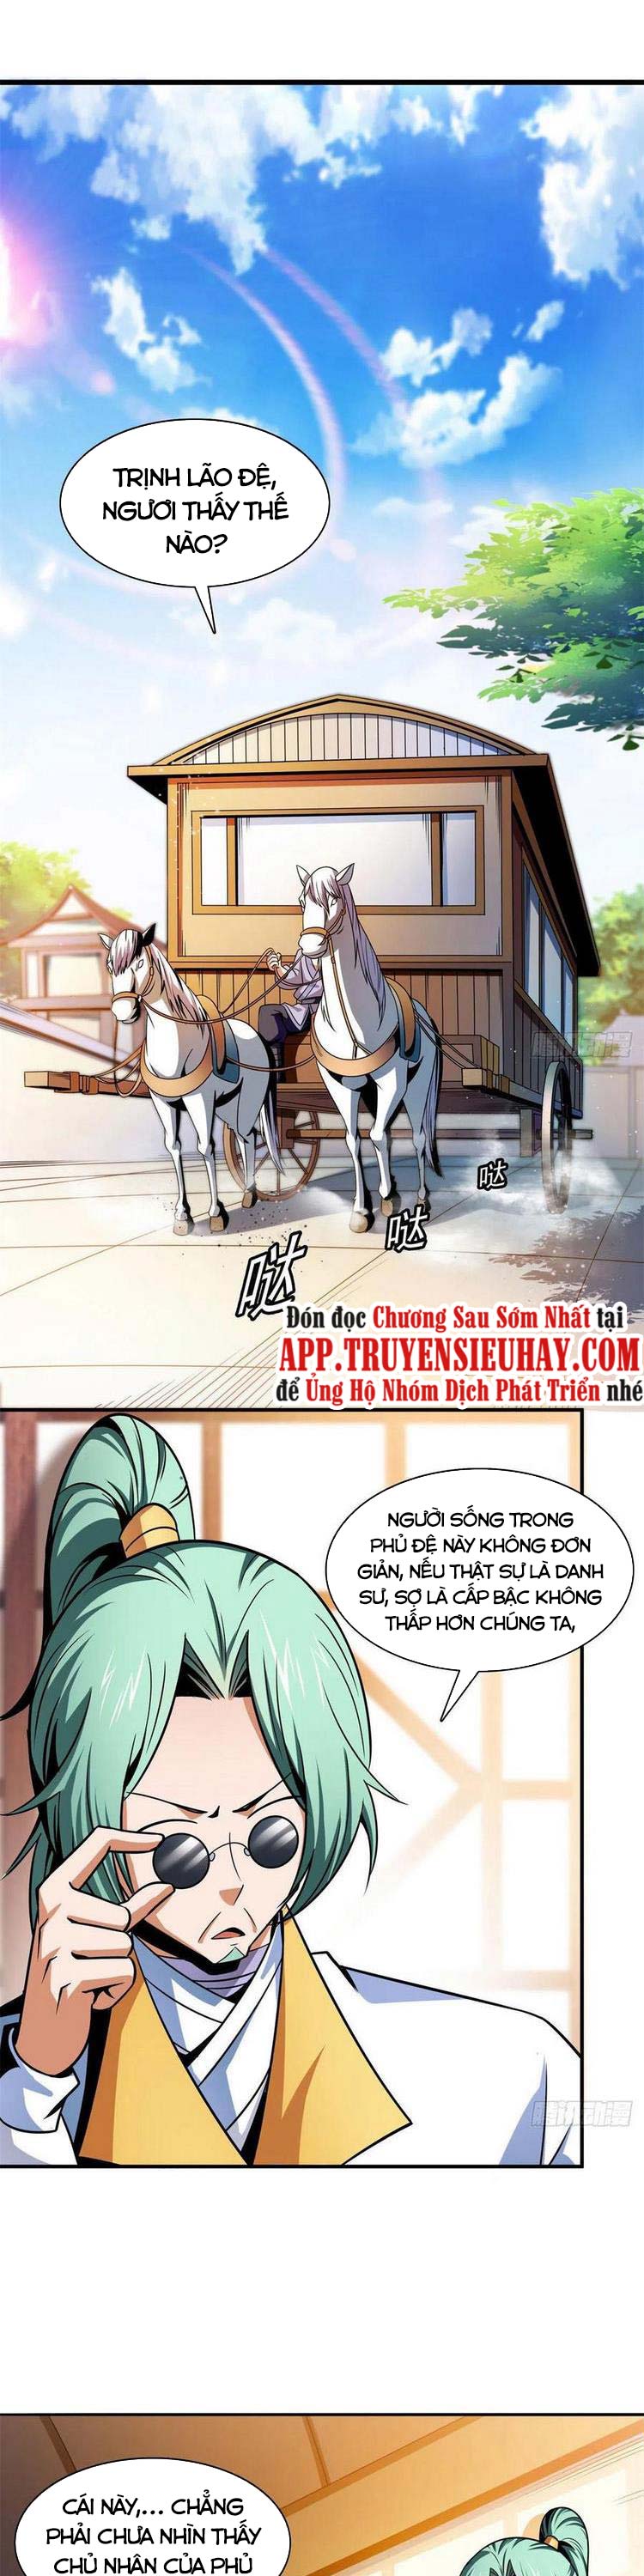 TRỊNH LÃO ĐỆ,
NGƯƠI THẤY THẾ
NÀO?
哒
哒
哒
Đón đọc Chương Sau Sớm Nhất tại
APP.TRUYENSIEUHAY.COM
để Ủng Hộ Nhóm Dịch Phát Triển nhé
NGƯỜI SỐNG TRONG
PHỦ ĐỆ NÀY KHÔNG ĐƠN
GIẢN, NẾU THẬT SỰ LÀ DANH
SƯ, SỢ LÀ CẤP BẬC KHÔNG
THẤP HƠN CHÚNG TA,
CÁI NÀY,... CHẲNG
PHẢI CHƯA NHÌN THẤY
CHỦ NHÂN CỦA PHỦ